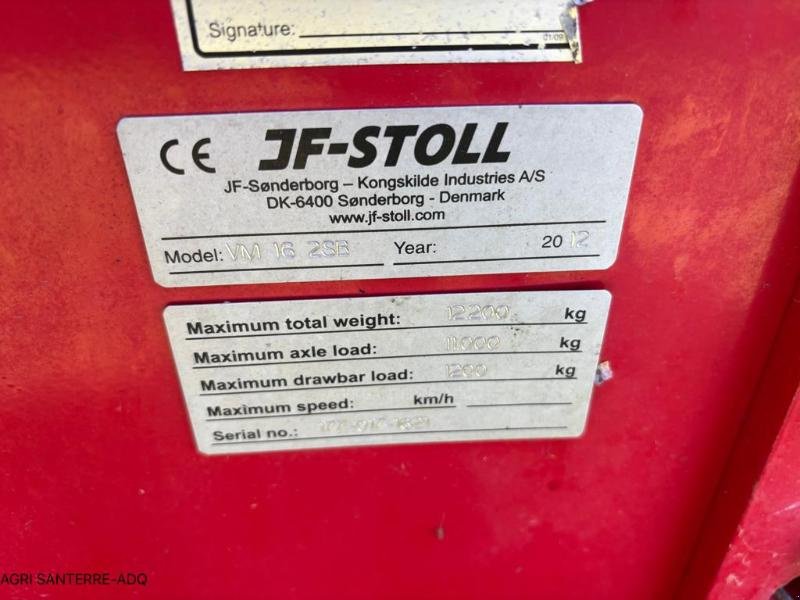 Signature:
01/09
CE JF-STOLL
JF-Sønderborg – Kongskilde Industries A/S
DK-6400 Sønderborg - Denmark
www.jf-stoll.com
Model: VM 16 2SB Year: 2012
Maximum total weight: 12200 kg
Maximum axle load: 11000 kg
Maximum drawbar load: 1200 kg
Maximum speed: km/h
Serial no.:
AGRI SANTERRE-ADQ